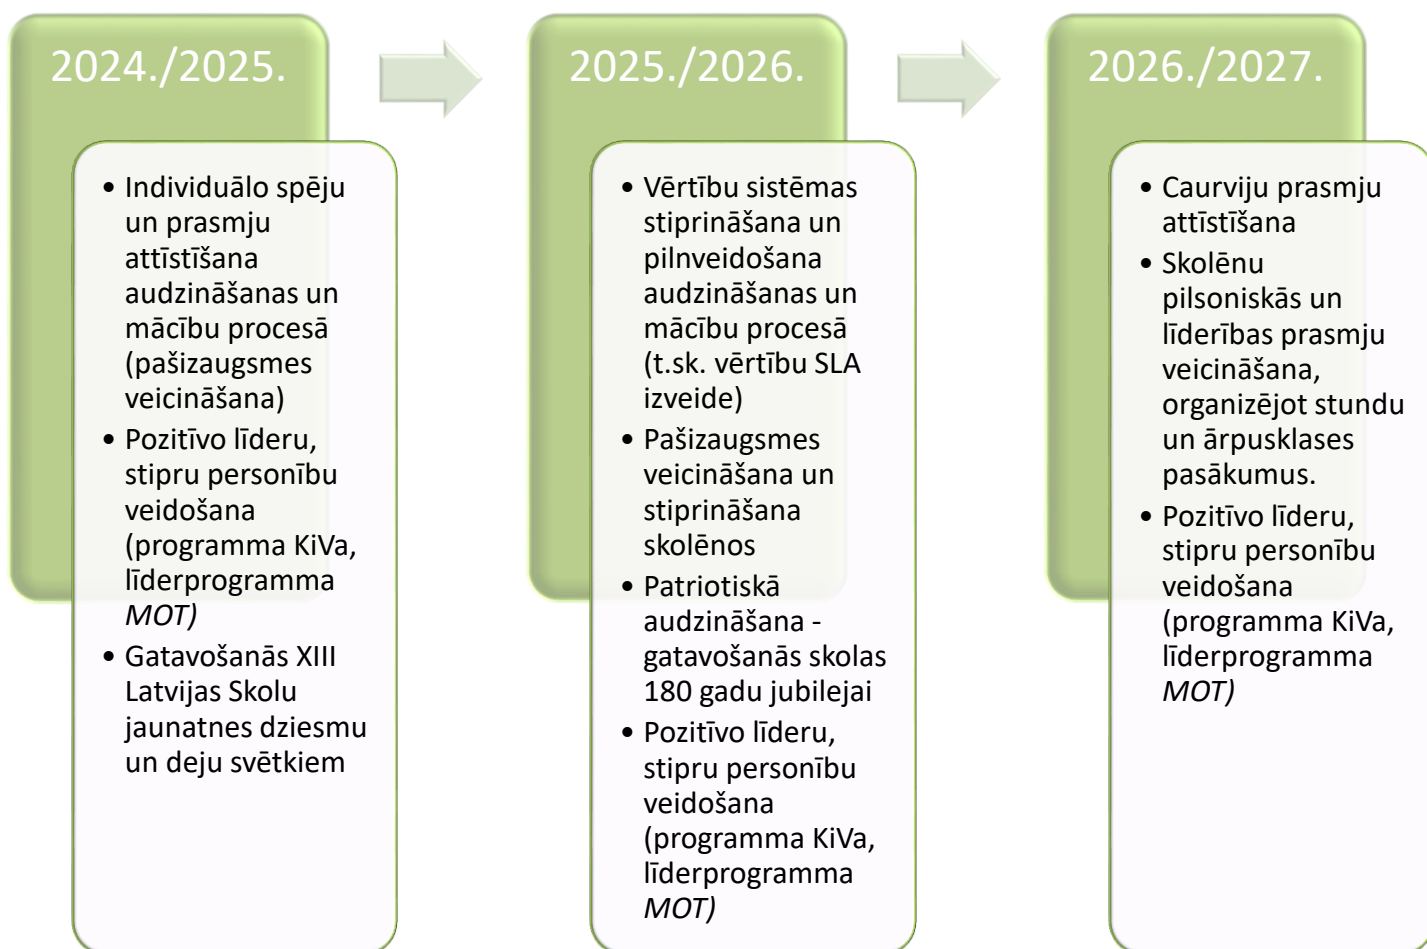 2024./2025.
• Individuālo spēju
un prasmju
attīstīšana
audzināšanas un
mācību procesā
(pašizaugsmes
veicināšana)
• Pozitīvo līderu,
stipru personību
veidošana
(programma KiVa,
līderprogramma
MOT)
• Gatavošanās XIII
Latvijas Skolu
jaunatnes dziesmu
un deju svētkiem
2025./2026.
• Vērtību sistēmas
stiprināšana un
pilnveidošana
audzināšanas un
mācību procesā
(t.sk. vērtību SLA
izveide)
• Pašizaugsmes
veicināšana un
stiprināšana
skolēnos
• Patriotiskā
audzināšana -
gatavošanās skolas
180 gadu jubilejai
• Pozitīvo līderu,
stipru personību
veidošana
(programma KiVa,
līderprogramma
MOT)
2026./2027.
• Caurviju prasmju
attīstīšana
• Skolēnu
pilsoniskās un
līderības prasmju
veicināšana,
organizējot stundu
un ārpusklases
pasākumus.
• Pozitīvo līderu,
stipru personību
veidošana
(programma KiVa,
līderprogramma
MOT)